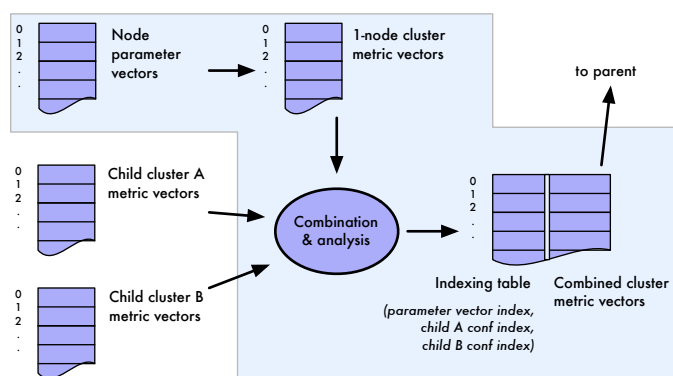 0
1
2
.
.
Node
parameter
vectors
0
1
2
.
.
1-node cluster
metric vectors
to parent
0
1
2
.
.
Child cluster A
metric vectors
Combination
& analysis
0
1
2
.
.
Indexing table
(parameter vector index,
child A conf index,
child B conf index)
Combined cluster
metric vectors
0
1
2
.
.
Child cluster B
metric vectors